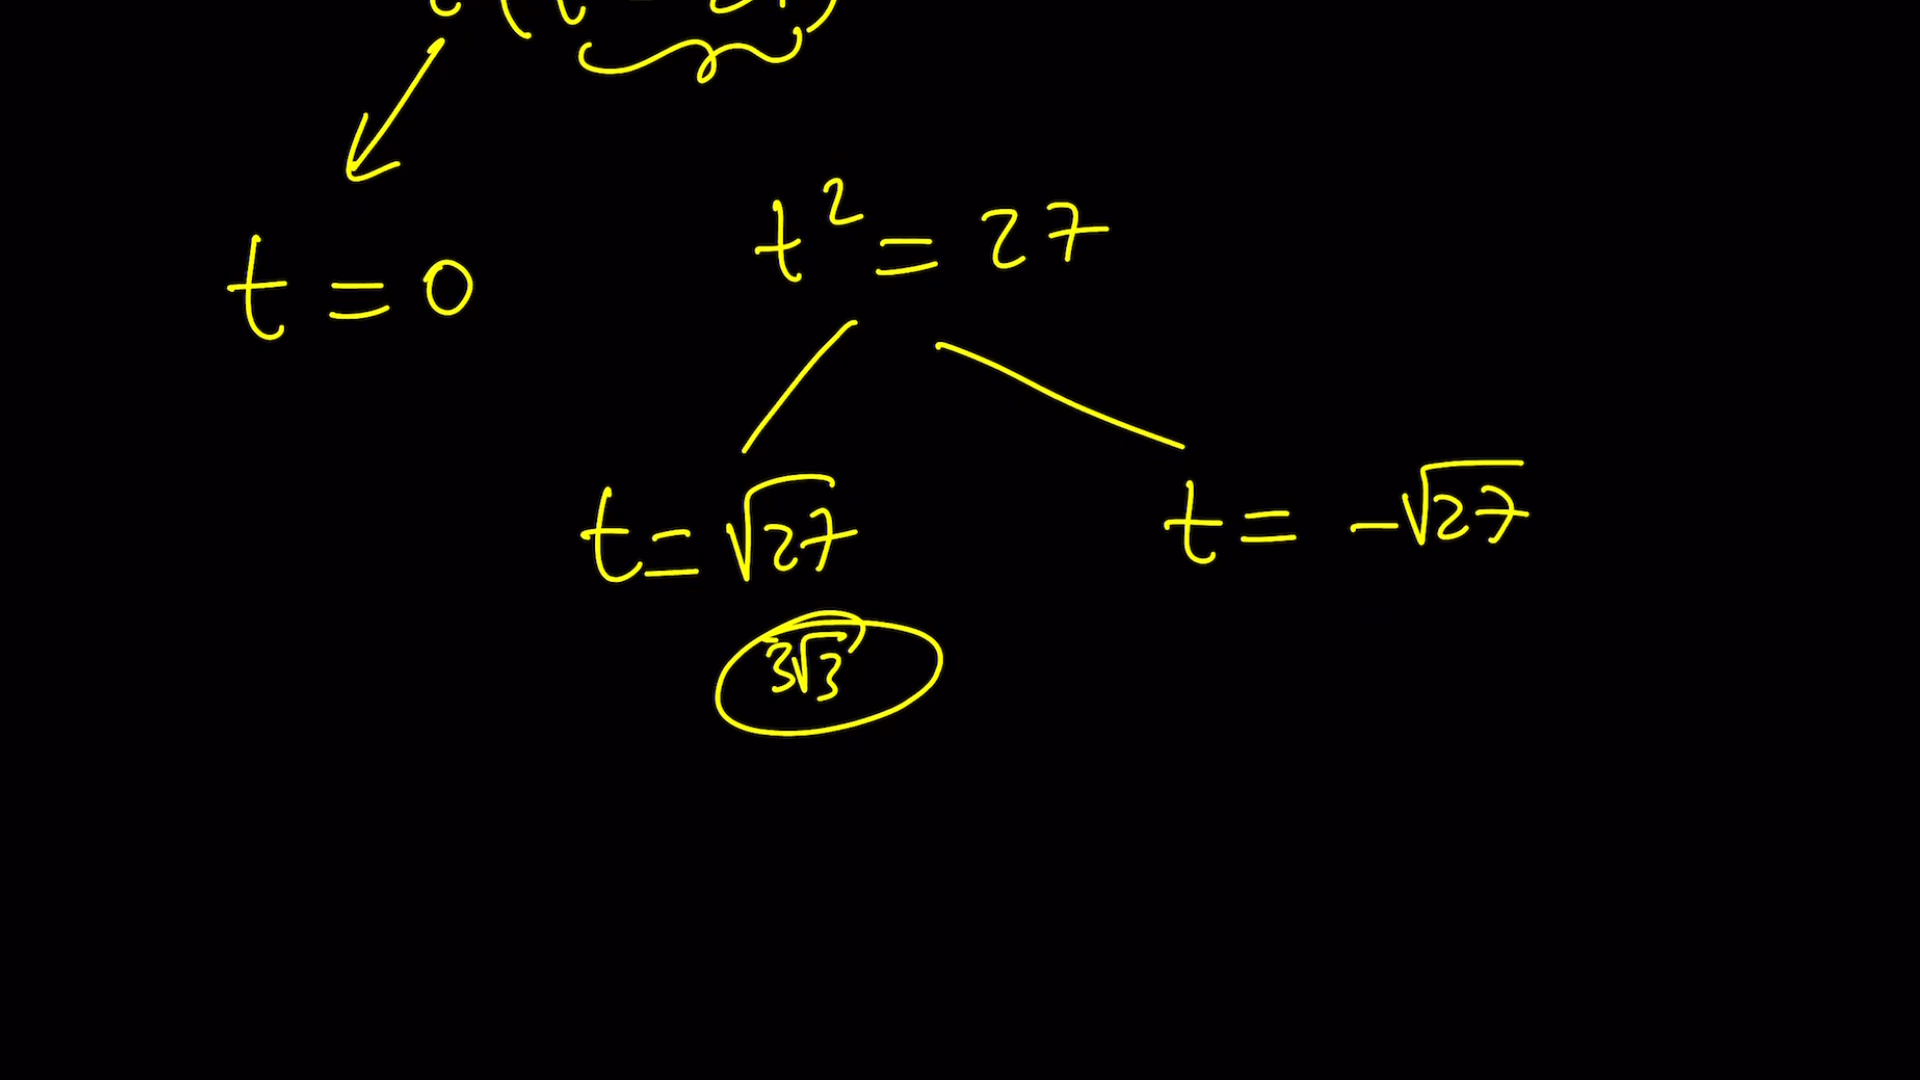 t = 0
t² = 27
t = √27
t = -√27
3√3